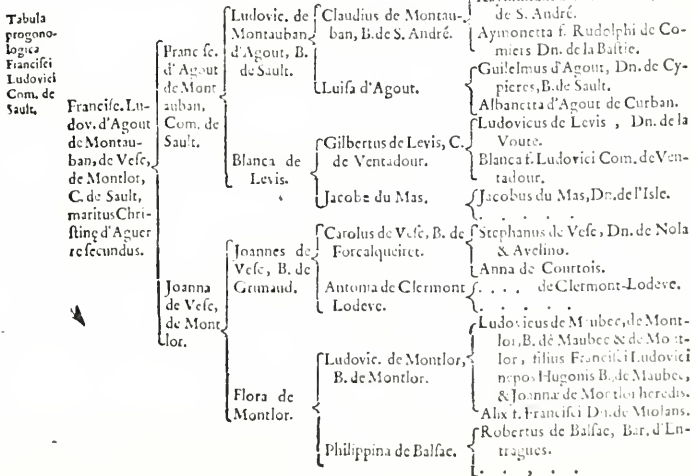 Tabula
progono-
logica
Francisci
Ludovici
Com. de
Sault.
Francisc. Lu-
dov. d'Agout
de Montau-
ban, de Vese,
de Montlor,
C. de Sault,
maritus Chri-
stinę d'Aguer
re secundus.
Franc sc.
d'Agout
de Mont
auban,
Com. de
Sault.
Joanna
de Vese,
de Mont
lor.
Ludovic. de
Montauban
d'Agout, B.
de Sault.
Blanca de
Levis.
Joannes de
Vese, B. de
Grimaud.
Flora de
Montlor.
Claudius de Montau-
ban, B. de S. André.
Luisa d'Agout.
Gilbertus de Levis, C.
de Ventadour.
Jacoba du Mas.
Carolus de Vese, B. de
Forcalqueiret.
Antonia de Clermont
Lodeve.
Ludovic. de Montlor,
B. de Montlor.
Philippina de Balsac.
de S. André.
Aymonetta f. Rudolphi de Co-
miers Dn. de la Bastie.
Guilelmus d'Agout, Dn. de Cy-
pieres, B. de Sault.
Albanetta d'Agout de Curban.
Ludovicus de Levis , Dn. de la
Voute.
Blanca f. Ludovici Com. de Ven-
tadour.
Jacobus du Mas, Dn. de l'Isle.
. . . . .
Stephanus de Vese, Dn. de Nola
& Avelino.
Anna de Courtois.
. . . . de Clermont-Lodeve.
. . . . .
Ludovicus de Maubec, de Mont-
lor, B. de Maubec & de Mont-
lor, filius Francisci Ludovici
nepos Hugonis B. de Maubec,
& Joannæ de Montlor heredis.
Alix f. Francisci Dn. de Miolans.
Robertus de Balsac, Bar. d'En-
tragues.
. . , . .